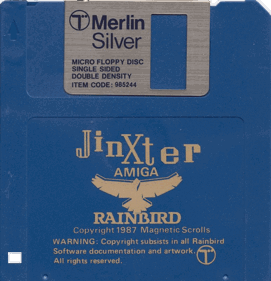 T Merlin
Silver
MICRO FLOPPY DISC
SINGLE SIDED
DOUBLE DENSITY
ITEM CODE: 985244
JinXter
AMIGA
RAINBIRD
Copyright 1987 Magnetic Scrolls
WARNING: Copyright subsists in all Rainbird
Software documentation and artwork.
All rights reserved.
T